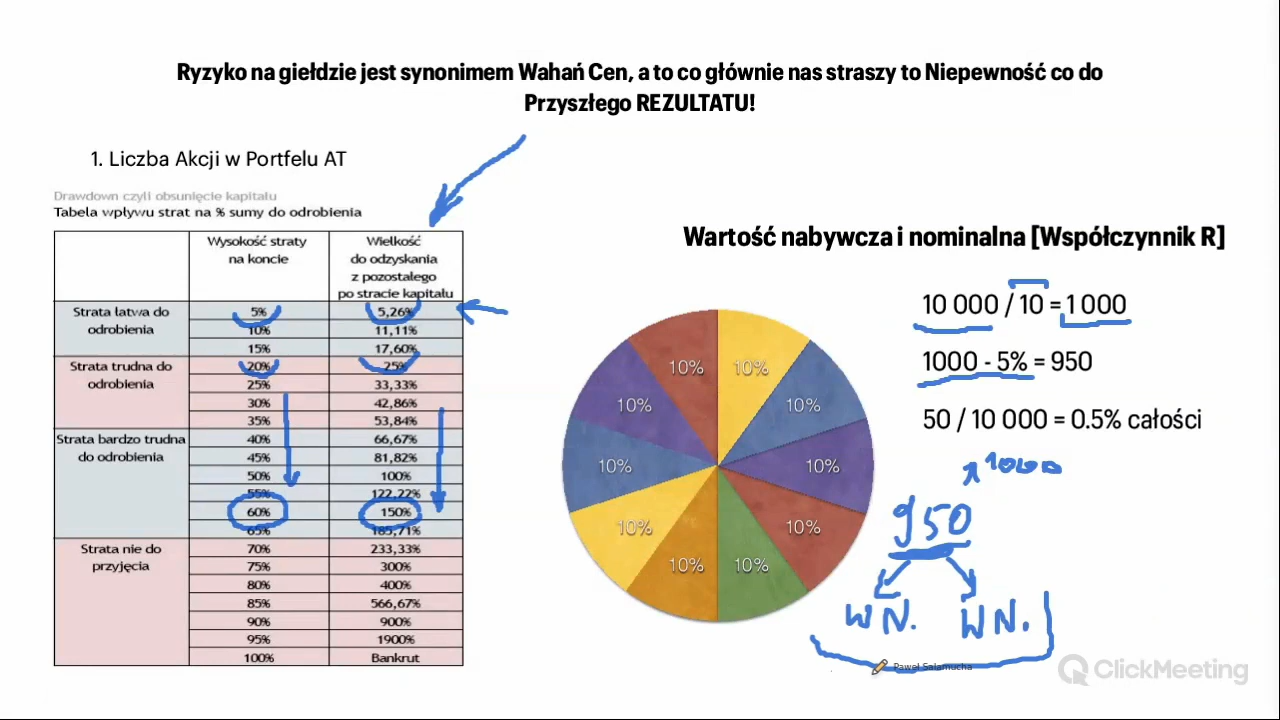 Ryzyko na giełdzie jest synonimem Wahań Cen, a to co głównie nas straszy to Niepewność co do
Przyszłego REZULTATU!
1. Liczba Akcji w Portfelu AT
Drawdown czyli obsunięcie kapitału
Tabela wpływu strat na % sumy do odrobienia
Wysokość straty
na koncie
Wielkość
do odzyskania
z pozostałego
po stracie kapitału
Strata łatwa do
odrobienia
5% 5,26%
10% 11,11%
15% 17,60%
Strata trudna do
odrobienia
20% 25%
25% 33,33%
30% 42,86%
35% 53,84%
Strata bardzo trudna
do odrobienia
40% 66,67%
45% 81,82%
50% 100%
55% 122,22%
60% 150%
65% 185,71%
Strata nie do
przyjęcia
70% 233,33%
75% 300%
80% 400%
85% 566,67%
90% 900%
95% 1900%
100% Bankrut
10% 10%
10% 10%
10% 10%
10% 10%
10% 10%
Wartość nabywcza i nominalna [Współczynnik R]
10 000 / 10 = 1 000
1000 - 5% = 950
50 / 10 000 = 0.5% całości
1000
950
WN. WN.
Paweł Salamucha
ClickMeeting